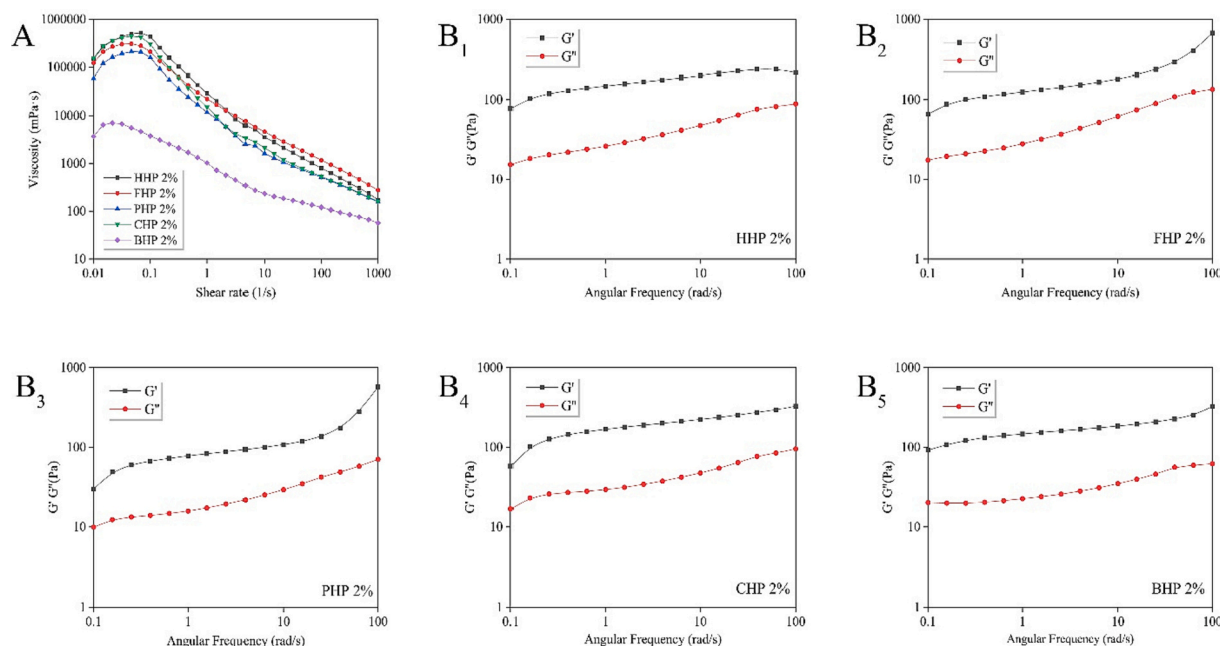 A
1000000
100000
10000
1000
100
10
Viscosity (mPa·s)
HHP 2%
FHP 2%
PHP 2%
CHP 2%
BHP 2%
0.01 0.1 1 10 100 1000
Shear rate (1/s)
B1
1000
100
10
1
G' G''(Pa)
G'
G''
HHP 2%
0.1 1 10 100
Angular Frequency (rad/s)
B2
1000
100
10
1
G' G''(Pa)
G'
G''
FHP 2%
0.1 1 10 100
Angular Frequency (rad/s)
B3
1000
100
10
1
G' G''(Pa)
G'
G''
PHP 2%
0.1 1 10 100
Angular Frequency (rad/s)
B4
1000
100
10
1
G' G''(Pa)
G'
G''
CHP 2%
0.1 1 10 100
Angular Frequency (rad/s)
B5
1000
100
10
1
G' G''(Pa)
G'
G''
BHP 2%
0.1 1 10 100
Angular Frequency (rad/s)